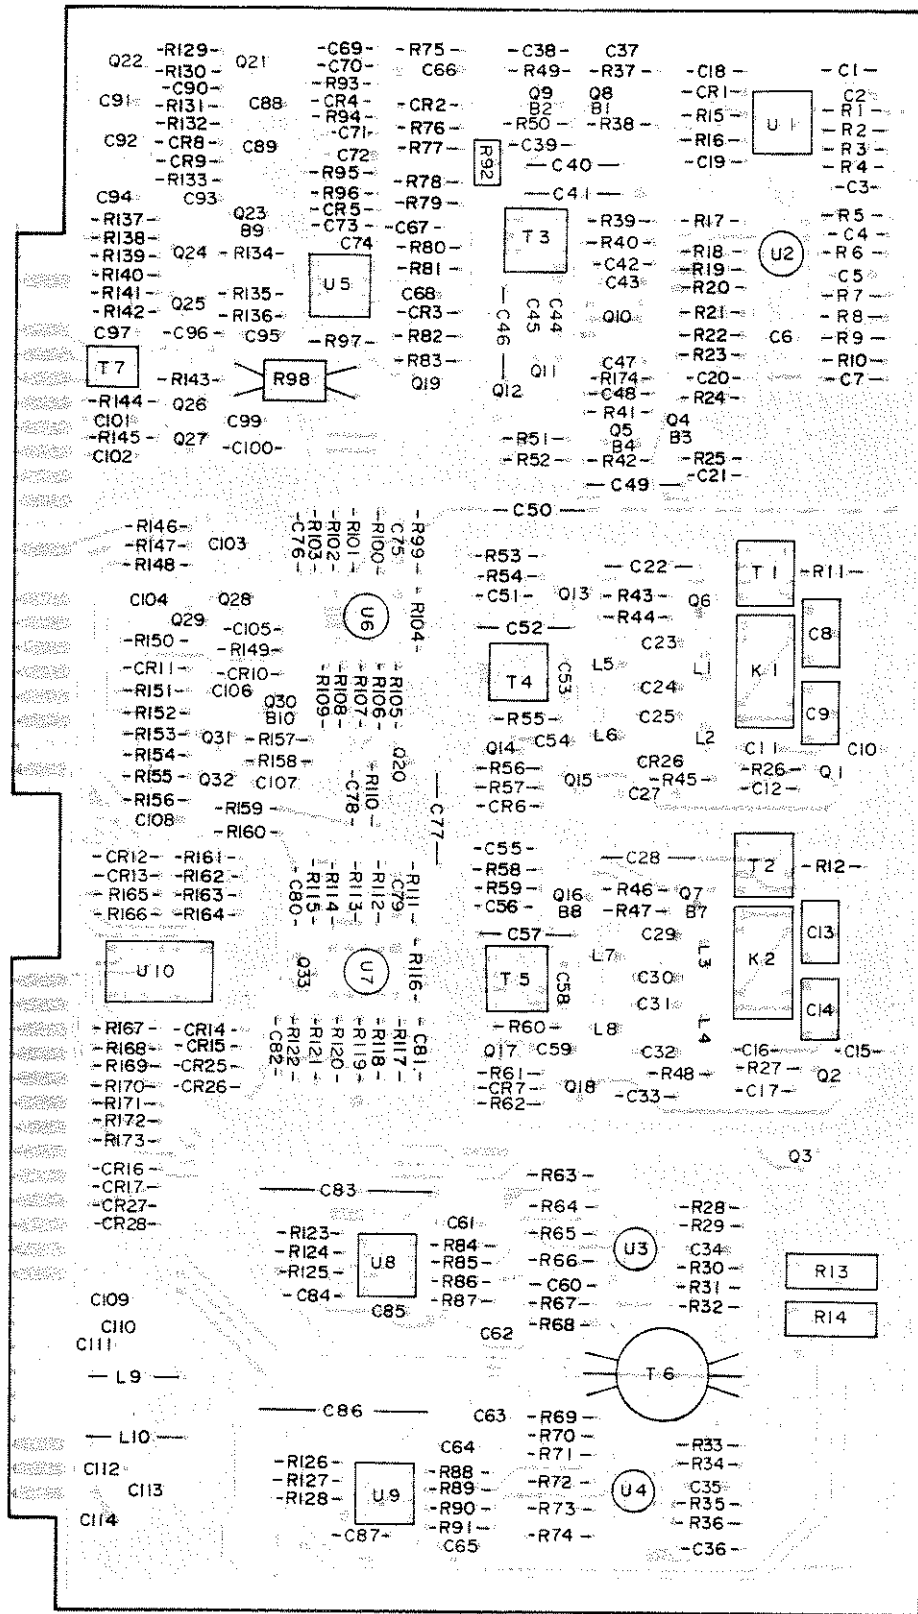 -R129- -C69- -R75- -C38- C37
Q22 -R130- Q21 -C70- C66 -R49- -R37- -C18- -C1-
-C90- -R93- Q9 Q8 -CR1- C2
C91 -R131- C88 -CR4- -CR2- B2 B1 -R15- U1 -R1-
-R132- -R94- -R76- -R50- -R38- -R2-
C92 -CR8- C89 -C71- -R77- R92 -C39- -R16- -R3-
-CR9- C72 -C40- -C19- -R4-
-R133- -R95- -R78- -C3-
C94 C93 -R96- -R79- -C41-
-R137- Q23 -CR5- -C67- -R39- -R17- -R5-
-R138- B9 -C73- T3 -R40- -C4-
-R139- Q24 -R134- C74 -R80- -C42- -R18- U2 -R6-
-R140- U5 -R81- C43 -R19- C5
-R141- -R135- C68 -R20- -R7-
-R142- Q25 -R136- -CR3- -C46- C45 C44 Q10 -R21- -R8-
C97 -C96- C95 -R97- -R82- -R22- C6 -R9-
T7 -R83- Q11 C47 -R23- -R10-
-R143- R98 Q19 Q12 -R174- -C20- -C7-
-R144- Q26 -C48- -R24-
C101 C99 -R41- Q4
-R145- Q27 -C100- -R51- Q5 B3
C102 B4 -R25-
-R52- -R42- -C21-
-C49-
-C50-
-R146- -C76- -R103- -R102- -R101- -R100- C75 -R99-
-R147- C103 -R53- -C22- T1 -R11-
-R148- -R54-
-C51- Q13 -R43- Q6
C104 Q28 U6 -R104- -R44- C8
Q29 -C105- -C52-
-R150- -R149- C23 K1
-CR11- -CR10- -R109- -R108- -R107- -R106- -R105- T4 C53 L5 L1
-R151- C106 C24
-R152- Q30 -R55- C25 C9
B10
-R153- Q31 -R157- Q20 Q14 C54 L6 L2 C11 C10
-R154- -R158- -R56- CR26 -R26- Q1
-R155- Q32 C107 -C78- -R110- -C77- -R57- Q15 -R45- -C12-
-R156- -CR6- C27
C108 -R159-
-R160-
-CR12- -R161- -C55- -C28- T2 -R12-
-CR13- -R162- -R58-
-R165- -R163- -C80- -R115- -R114- -R113- -R112- C79 -R111- -R59- Q16 -R46- Q7
-R166- -R164- -C56- B8 -R47- B7
-C57- C29 K2 C13
U10 Q33 U7 -R116- T5 C58 L7 L3
C30
C31 C14
-R167- -CR14- -C82- -R122- -R121- -R120- -R119- -R118- -R117- -C81- -R60- L8 L4
-R168- -CR15- Q17 C59 C32 -C16- -C15-
-R169- -CR25- -R61- -R48- -R27- Q2
-R170- -CR26- -CR7- Q18 -C33- -C17-
-R171- -R62-
-R172-
-R173-
Q3
-CR16- -R63-
-CR17- -C83-
-CR27- -R64- -R28-
-CR28- C61 -R29-
-R123- -R84- -R65- U3 C34
-R124- U8 -R85- -R66- -R30- R13
-R125- -R86- -C60- -R31-
-C84- -R87- -R67- -R32-
C109 C85 R14
C110 C62 -R68-
C111
-L9- T6
-C86- C63 -R69-
-L10- C64 -R70- -R33-
-R71-
C112 -R126- -R88- -R34-
-R127- U9 -R89- -R72- U4 C35
C113 -R128- -R90- -R73- -R35-
C114 -R91- -R36-
-C87- C65 -R74- -C36-